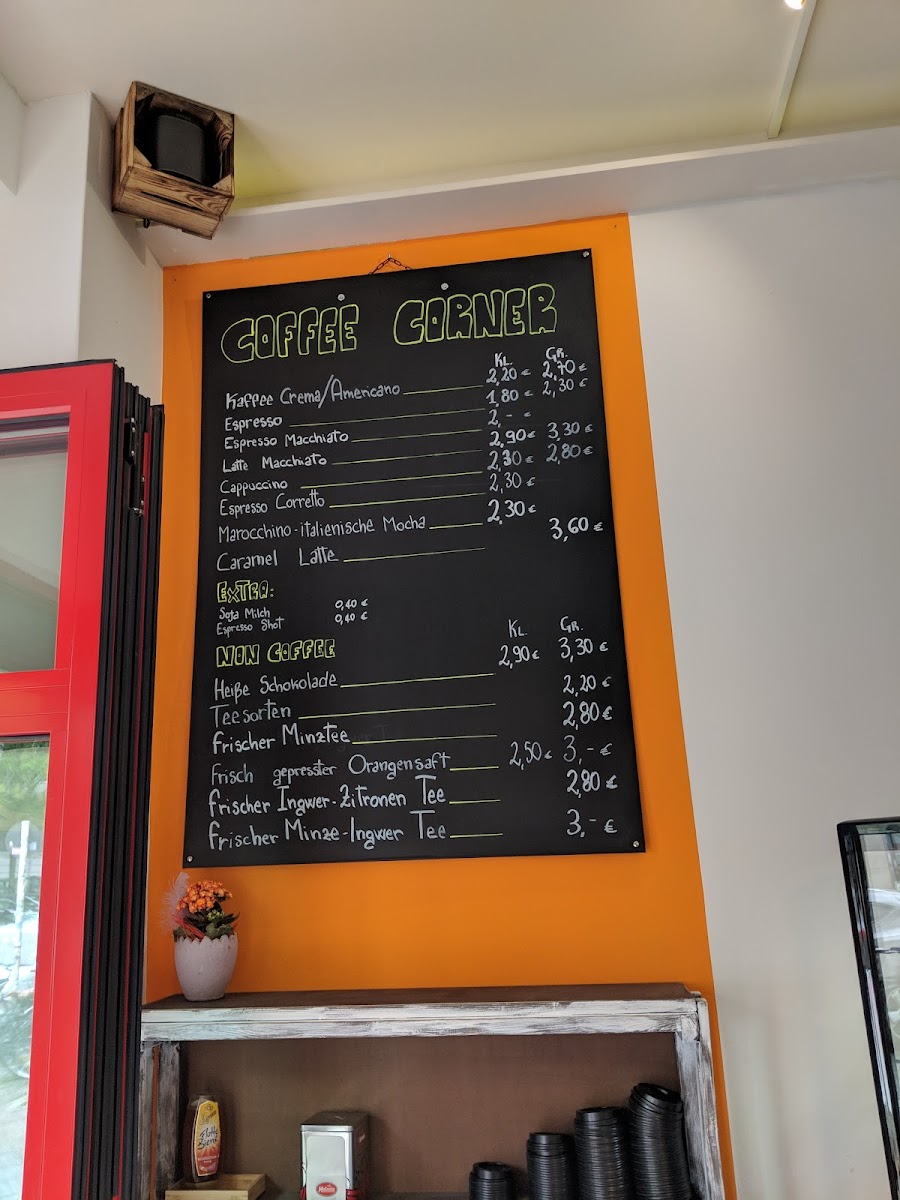 COFFEE CORNER
KL. GR.
Kaffee Crema/Americano 2,20 € 2,70 €
Espresso 1,80 € 2,30 €
Espresso Macchiato 2,- €
Latte Macchiato 2,90 € 3,30 €
Cappuccino 2,30 € 2,80 €
Espresso Corretto 2,30 €
Marocchino-italienische Mocha 2,30 €
Caramel Latte 3,60 €
EXTRA:
Soja Milch 0,40 €
Espresso Shot 0,40 €
NON COFFEE KL. GR.
Heiße Schokolade 2,90 € 3,30 €
Teesorten 2,20 €
Frischer Minztee 2,80 €
Frisch gepresster Orangensaft 2,50 € 3,- €
Frischer Ingwer-Zitronen Tee 2,80 €
Frischer Minze-Ingwer Tee 3,- €
Flotte
Biene